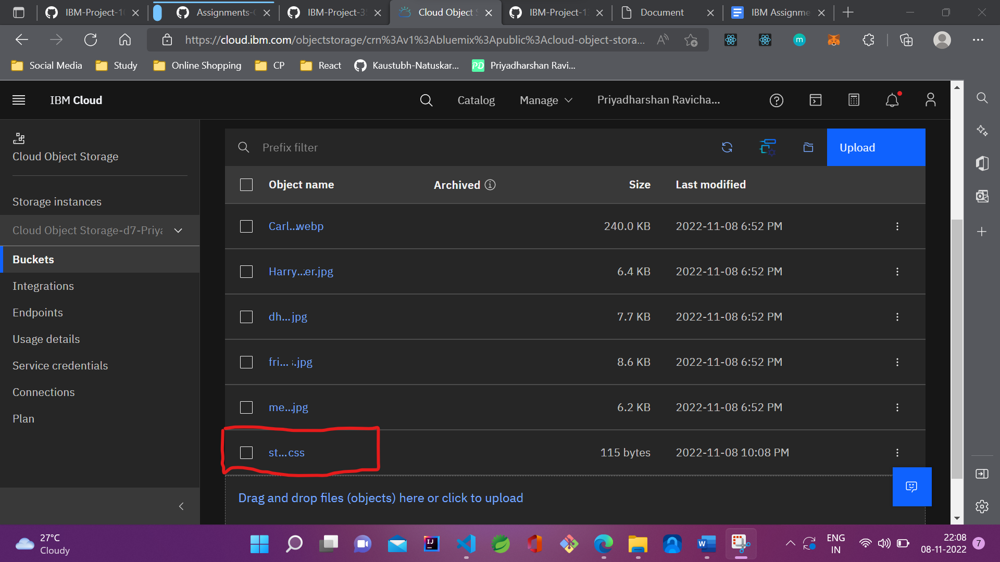 IBM-Project-1
Assignments-
IBM-Project-3
Cloud Object S
IBM-Project-1
Document
IBM Assignme
https://cloud.ibm.com/objectstorage/crn%3Av1%3Abluemix%3Apublic%3Acloud-object-stora...
Social Media
Study
Online Shopping
CP
React
Kaustubh-Natuskar...
PD
Priyadharshan Ravi...
IBM Cloud
Catalog
Manage
Priyadharshan Ravicha...
Cloud Object Storage
Storage instances
Cloud Object Storage-d7-Priya
Buckets
Integrations
Endpoints
Usage details
Service credentials
Connections
Plan
Prefix filter
Upload
Object name Archived Size Last modified
Carl...webp 240.0 KB 2022-11-08 6:52 PM
Harry...er.jpg 6.4 KB 2022-11-08 6:52 PM
dh...jpg 7.7 KB 2022-11-08 6:52 PM
fri....jpg 8.6 KB 2022-11-08 6:52 PM
me...jpg 6.2 KB 2022-11-08 6:52 PM
st...css 115 bytes 2022-11-08 10:08 PM
Drag and drop files (objects) here or click to upload
27°C
Cloudy
ENG
IN
22:08
08-11-2022
7